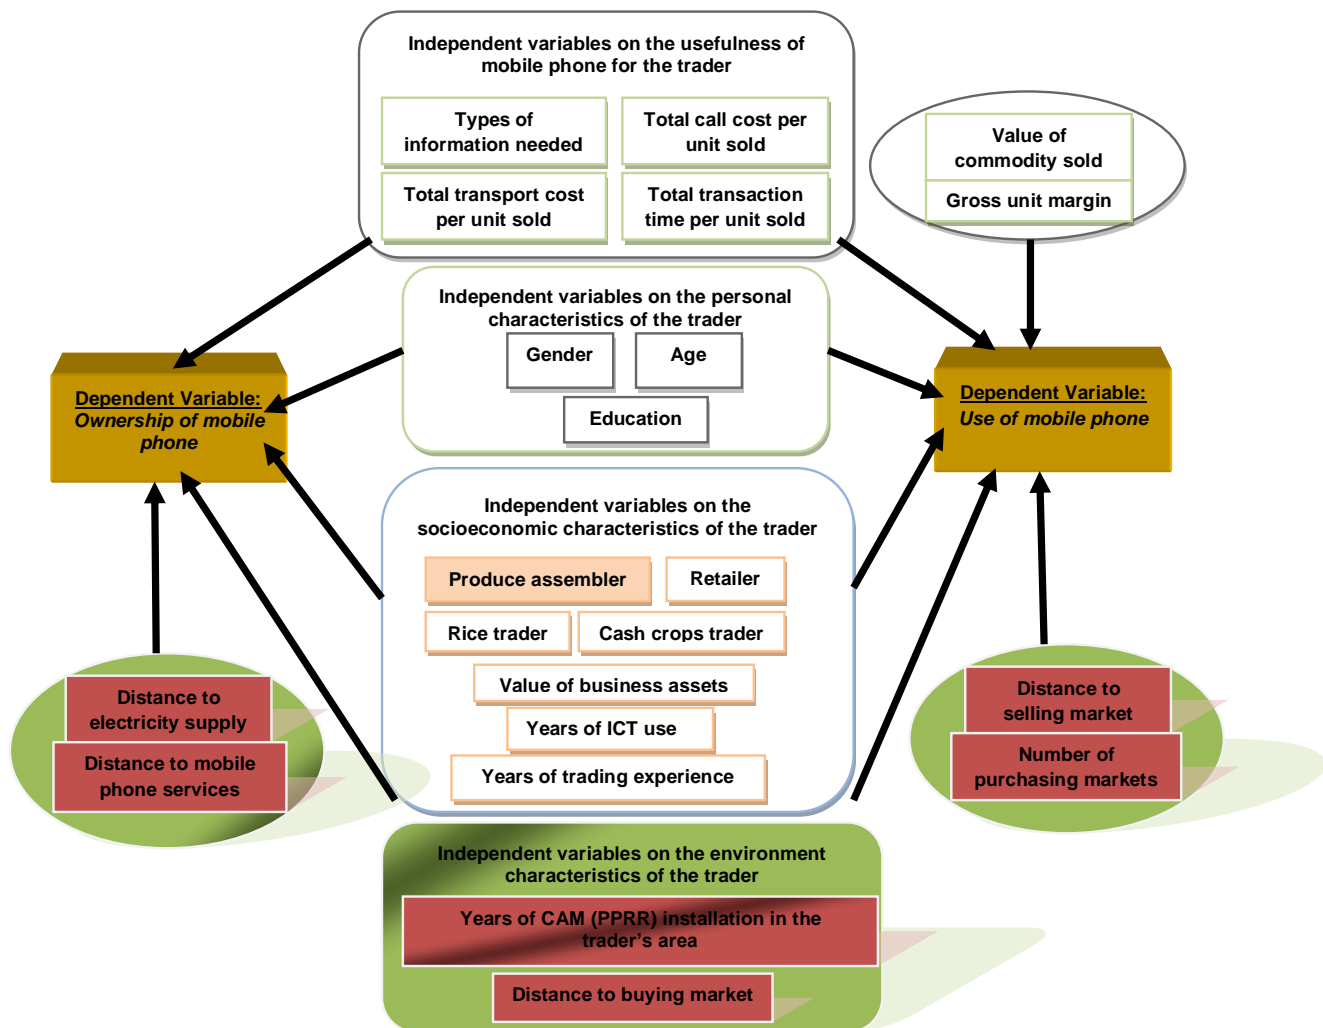 Independent variables on the usefulness of
mobile phone for the trader
Types of
information needed
Total call cost per
unit sold
Total transport cost
per unit sold
Total transaction
time per unit sold
Value of
commodity sold
Gross unit margin
Independent variables on the personal
characteristics of the trader
Gender
Age
Education
Dependent Variable:
Ownership of mobile
phone
Dependent Variable:
Use of mobile phone
Independent variables on the
socioeconomic characteristics of the trader
Produce assembler
Retailer
Rice trader
Cash crops trader
Value of business assets
Years of ICT use
Years of trading experience
Distance to
electricity supply
Distance to mobile
phone services
Distance to
selling market
Number of
purchasing markets
Independent variables on the environment
characteristics of the trader
Years of CAM (PPRR) installation in the
trader’s area
Distance to buying market